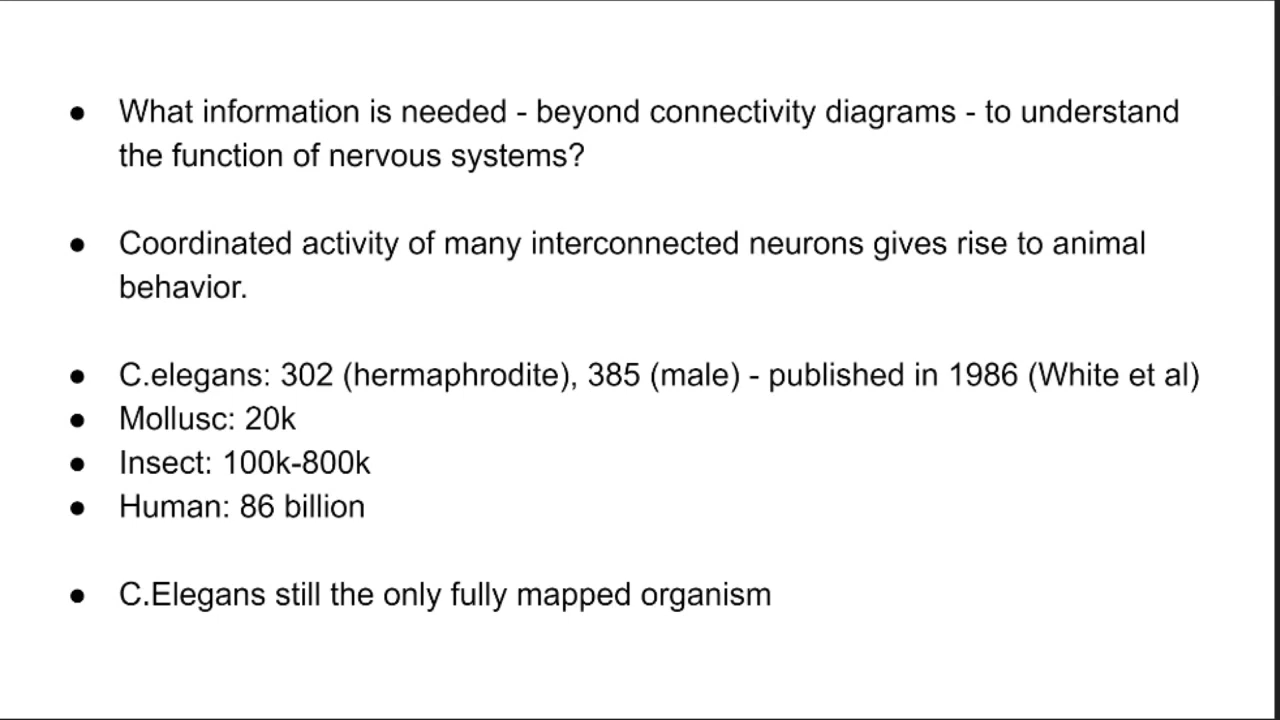 ● What information is needed - beyond connectivity diagrams - to understand
the function of nervous systems?
● Coordinated activity of many interconnected neurons gives rise to animal
behavior.
● C.elegans: 302 (hermaphrodite), 385 (male) - published in 1986 (White et al)
● Mollusc: 20k
● Insect: 100k-800k
● Human: 86 billion
● C.Elegans still the only fully mapped organism